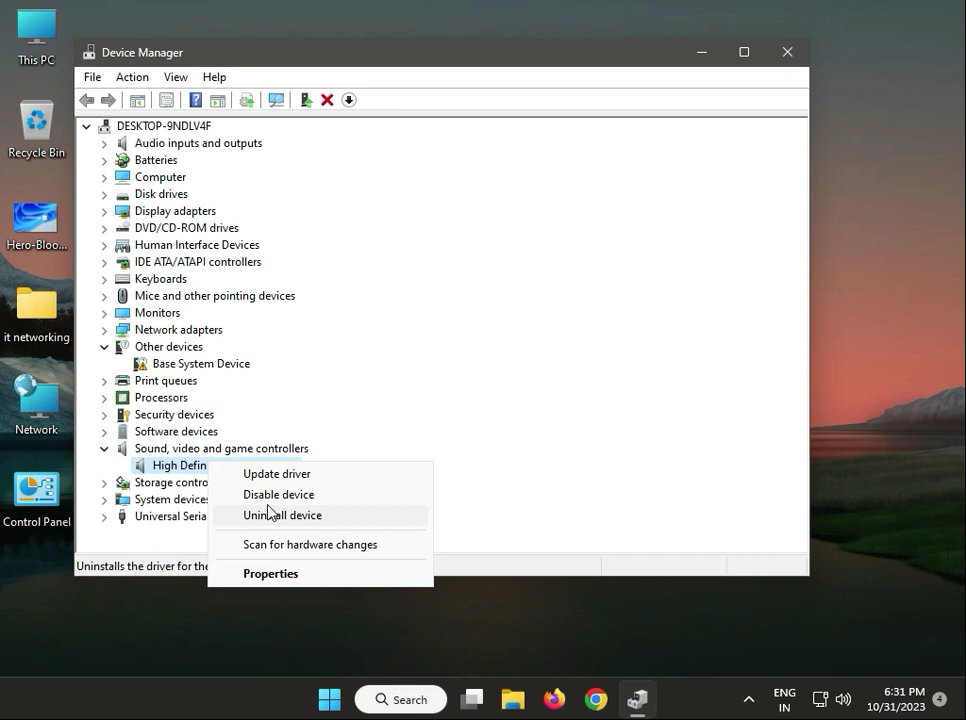 This PC
Recycle Bin
Hero-Bloo...
it networking
Network
Control Panel
Device Manager
File Action View Help
DESKTOP-9NDLV4F
Audio inputs and outputs
Batteries
Computer
Disk drives
Display adapters
DVD/CD-ROM drives
Human Interface Devices
IDE ATA/ATAPI controllers
Keyboards
Mice and other pointing devices
Monitors
Network adapters
Other devices
Base System Device
Print queues
Processors
Security devices
Software devices
Sound, video and game controllers
High Defin
Storage contro
System devices
Universal Seria
Update driver
Disable device
Uninstall device
Scan for hardware changes
Properties
Uninstalls the driver for the
Search
ENG
IN
6:31 PM
10/31/2023
4